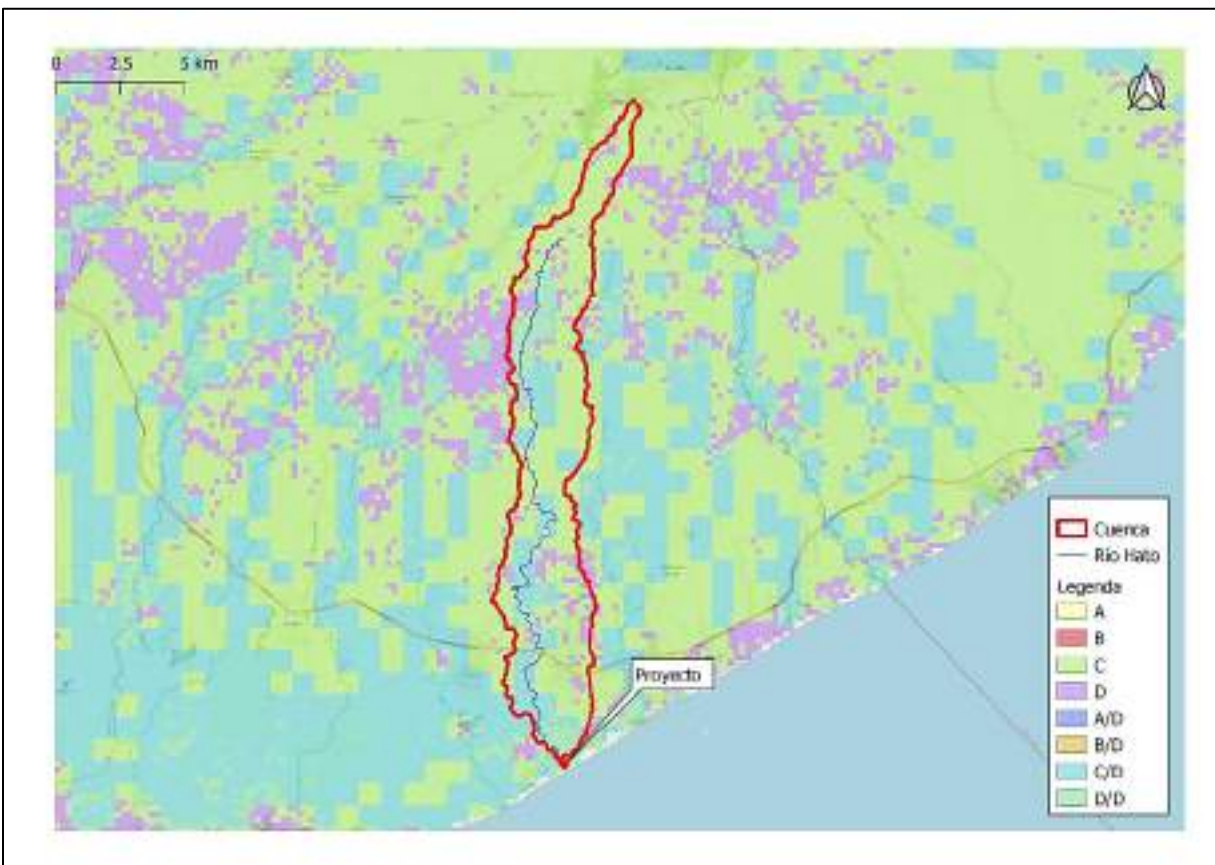 0 2.5 5 km
Proyecto
Cuenca
Río Hato
Legenda
A
B
C
D
A/D
B/D
C/D
D/D